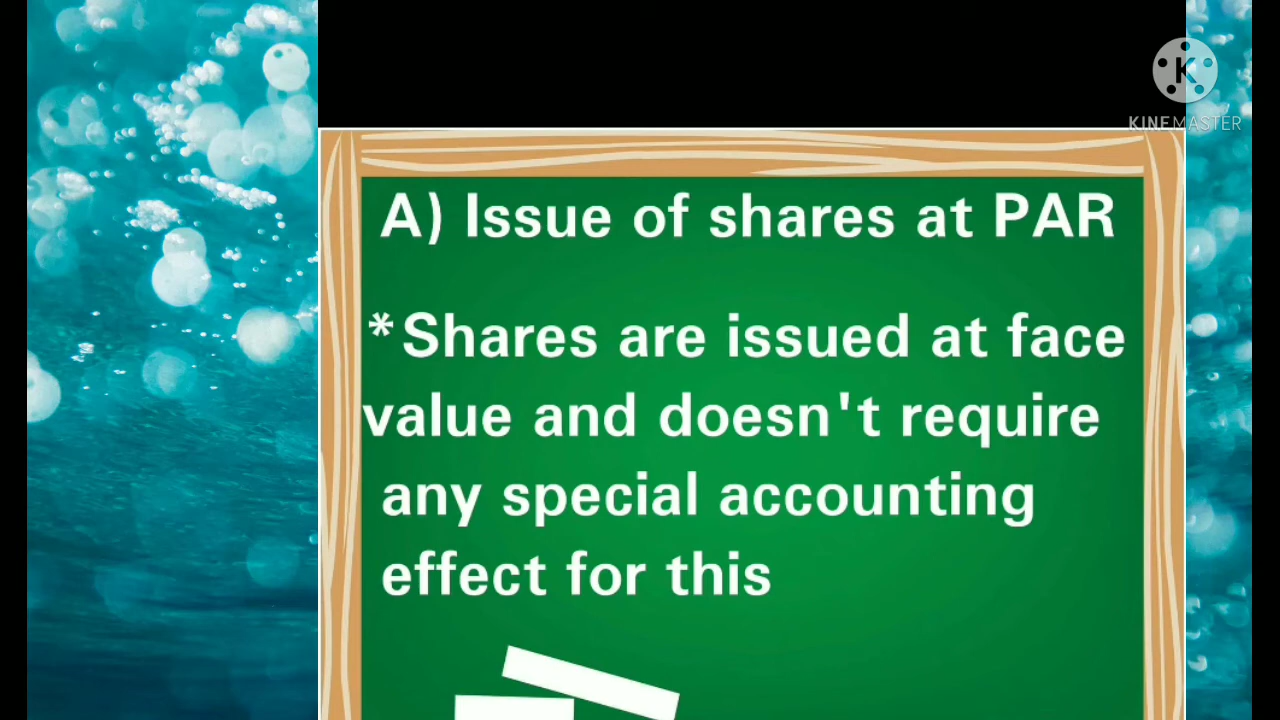 KINEMASTER
A) Issue of shares at PAR
*Shares are issued at face
value and doesn't require
any special accounting
effect for this